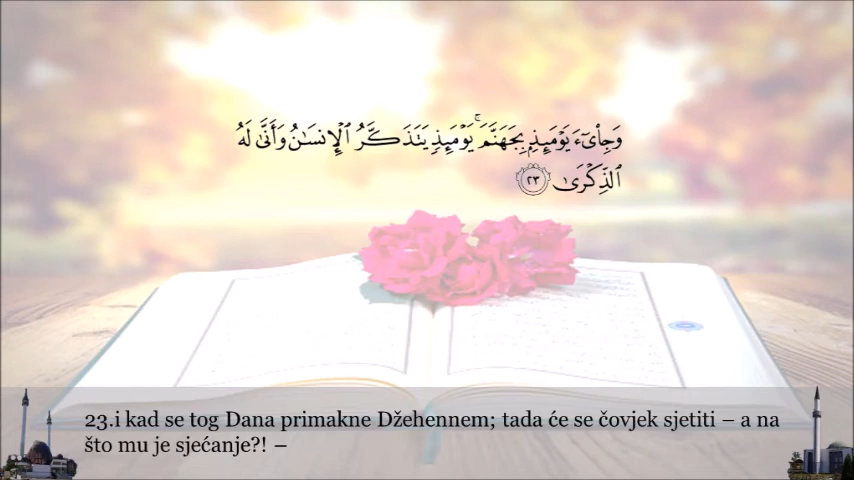 وَجِا۟يٓءَ يَوْمَئِذٍۭ بِجَهَنَّمَ ۚ يَوْمَئِذٍ يَتَذَكَّرُ ٱلْإِنسَٰنُ وَأَنَّىٰ لَهُ
ٱلذِّكْرَىٰ ٢٣
23.i kad se tog Dana primakne Džehennem; tada će se čovjek sjetiti – a na
što mu je sjećanje?! –